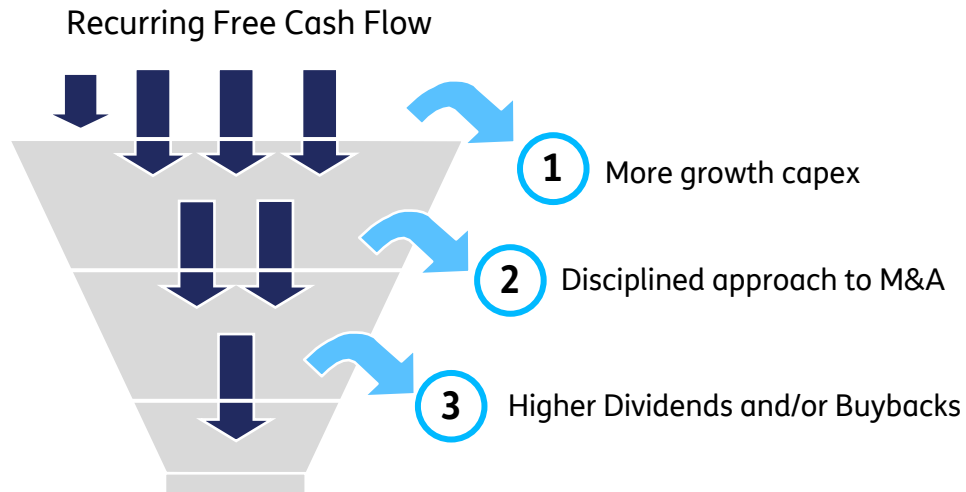 Recurring Free Cash Flow
1 More growth capex
2 Disciplined approach to M&A
3 Higher Dividends and/or Buybacks